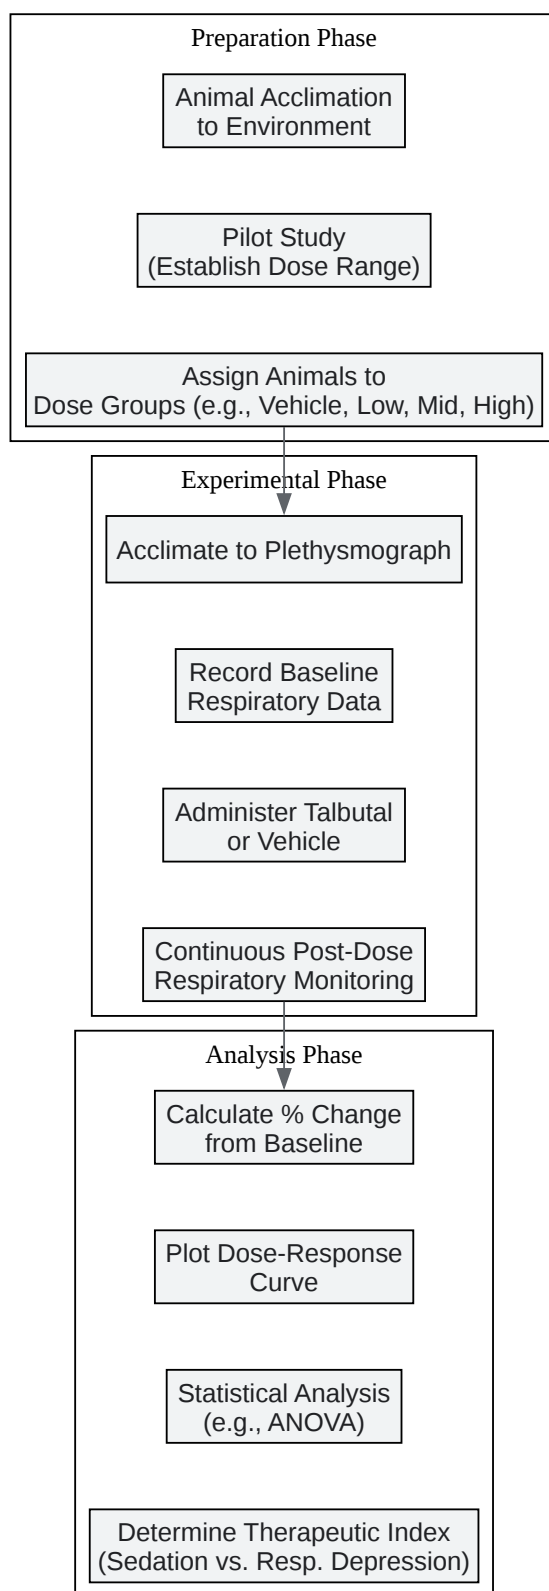 Preparation Phase
Animal Acclimation
to Environment
Pilot Study
(Establish Dose Range)
Assign Animals to
Dose Groups (e.g., Vehicle, Low, Mid, High)
Experimental Phase
Acclimate to Plethysmograph
Record Baseline
Respiratory Data
Administer Talbutal
or Vehicle
Continuous Post-Dose
Respiratory Monitoring
Analysis Phase
Calculate % Change
from Baseline
Plot Dose-Response
Curve
Statistical Analysis
(e.g., ANOVA)
Determine Therapeutic Index
(Sedation vs. Resp. Depression)